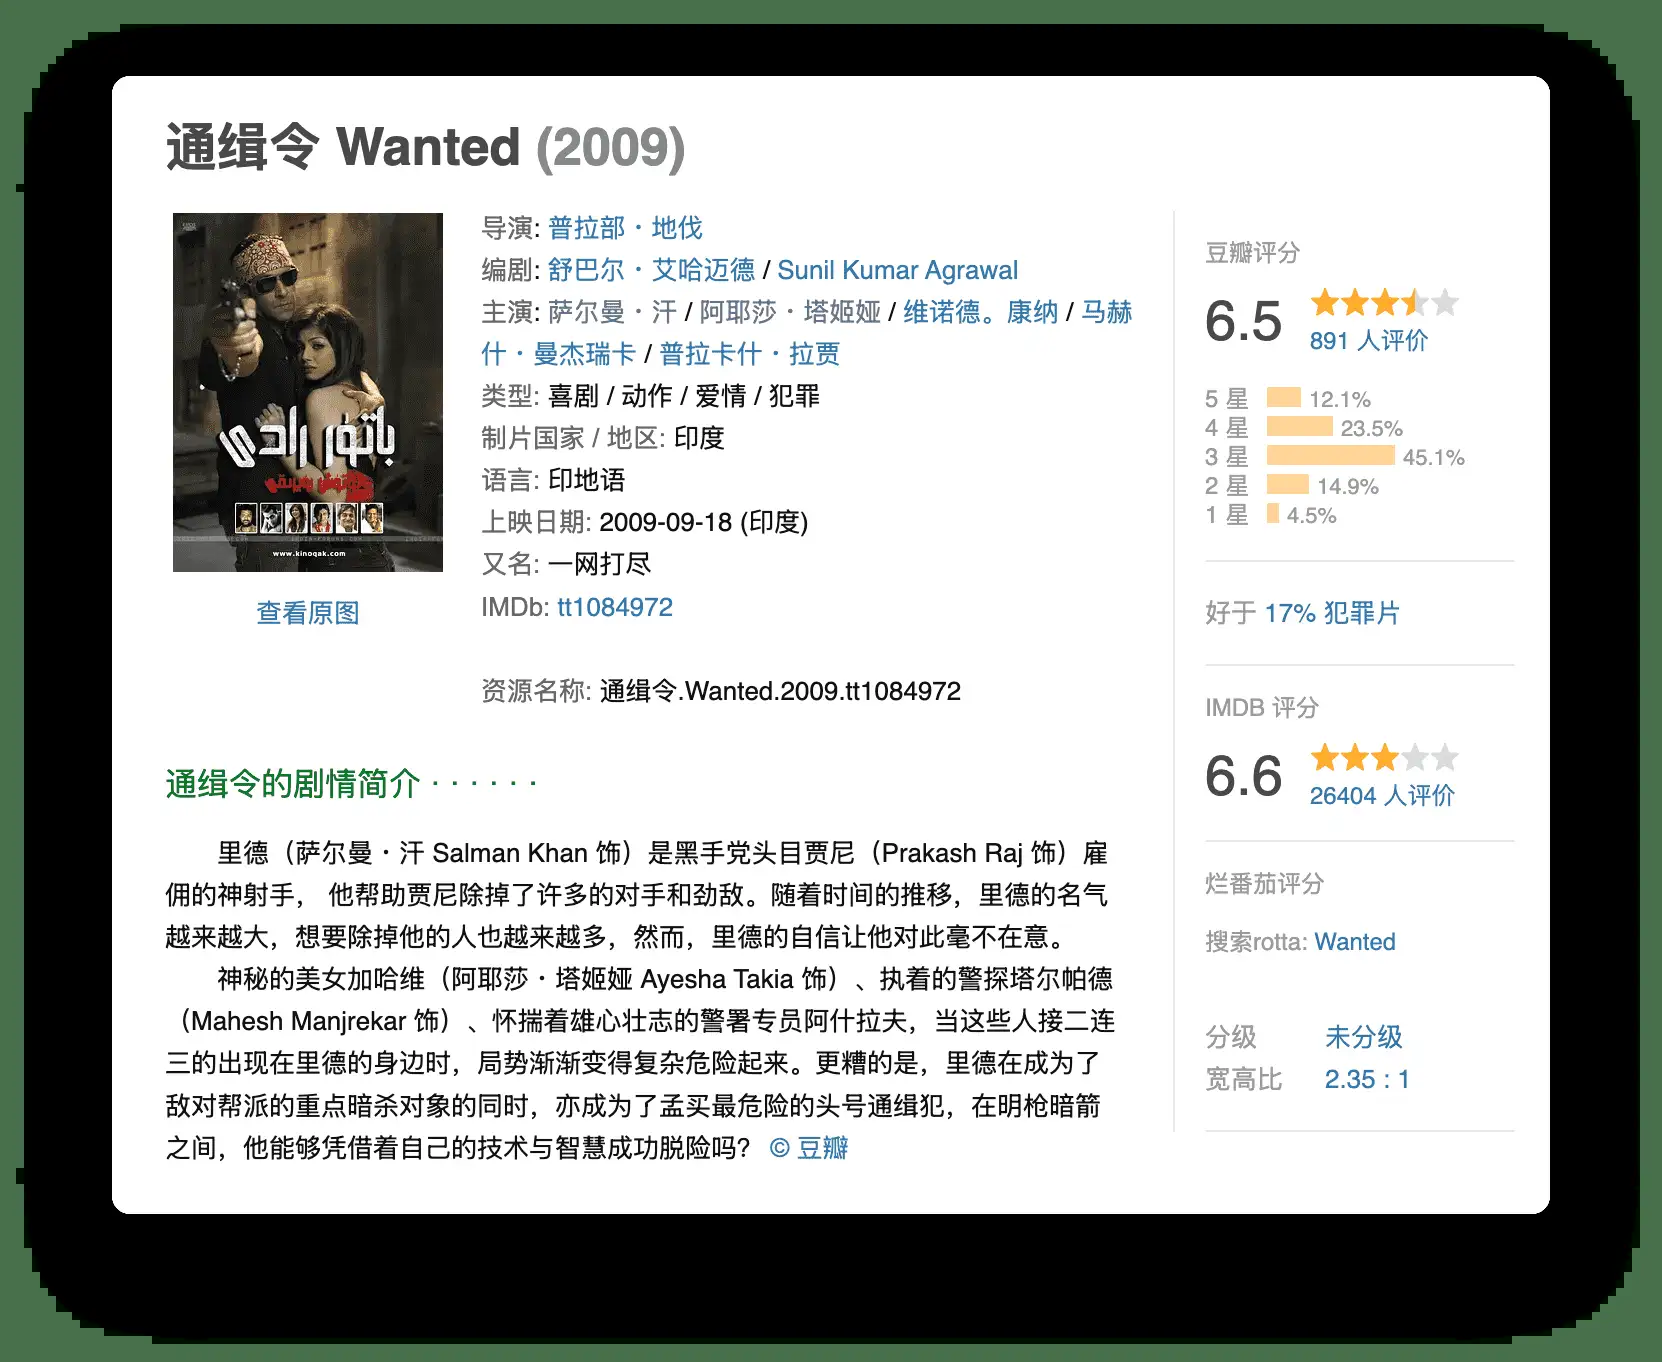 通缉令 Wanted (2009)
باتور رادى
www.kinoqak.com
查看原图
导演: 普拉部·地伐
编剧: 舒巴尔·艾哈迈德 / Sunil Kumar Agrawal
主演: 萨尔曼·汗 / 阿耶莎·塔姬娅 / 维诺德。康纳 / 马赫
什·曼杰瑞卡 / 普拉卡什·拉贾
类型: 喜剧 / 动作 / 爱情 / 犯罪
制片国家 / 地区: 印度
语言: 印地语
上映日期: 2009-09-18 (印度)
又名: 一网打尽
IMDb: tt1084972
资源名称: 通缉令.Wanted.2009.tt1084972
豆瓣评分
6.5
891 人评价
5 星 12.1%
4 星 23.5%
3 星 45.1%
2 星 14.9%
1 星 4.5%
好于 17% 犯罪片
IMDB 评分
6.6
26404 人评价
烂番茄评分
搜索rotta: Wanted
分级 未分级
宽高比 2.35 : 1
通缉令的剧情简介 · · · · · ·
里德（萨尔曼·汗 Salman Khan 饰）是黑手党头目贾尼（Prakash Raj 饰）雇
佣的神射手， 他帮助贾尼除掉了许多的对手和劲敌。随着时间的推移，里德的名气
越来越大，想要除掉他的人也越来越多，然而，里德的自信让他对此毫不在意。
神秘的美女加哈维（阿耶莎·塔姬娅 Ayesha Takia 饰）、执着的警探塔尔帕德
（Mahesh Manjrekar 饰）、怀揣着雄心壮志的警署专员阿什拉夫，当这些人接二连
三的出现在里德的身边时，局势渐渐变得复杂危险起来。更糟的是，里德在成为了
敌对帮派的重点暗杀对象的同时，亦成为了孟买最危险的头号通缉犯，在明枪暗箭
之间，他能够凭借着自己的技术与智慧成功脱险吗？ © 豆瓣